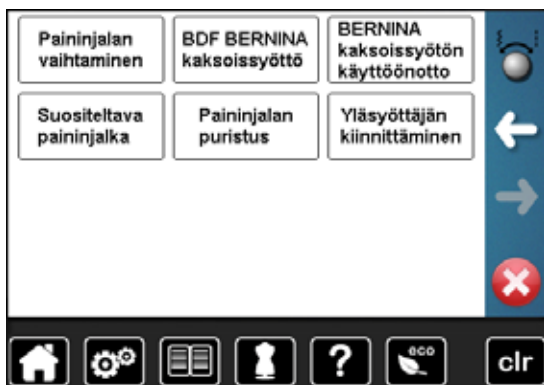 Paininjalan
vaihtaminen
BDF BERNINA
kaksoissyöttö
BERNINA
kaksoissyötön
käyttöönotto
Suositeltava
paininjalka
Paininjalan
puristus
Yläsyöttäjän
kiinnittäminen
?
eco
clr